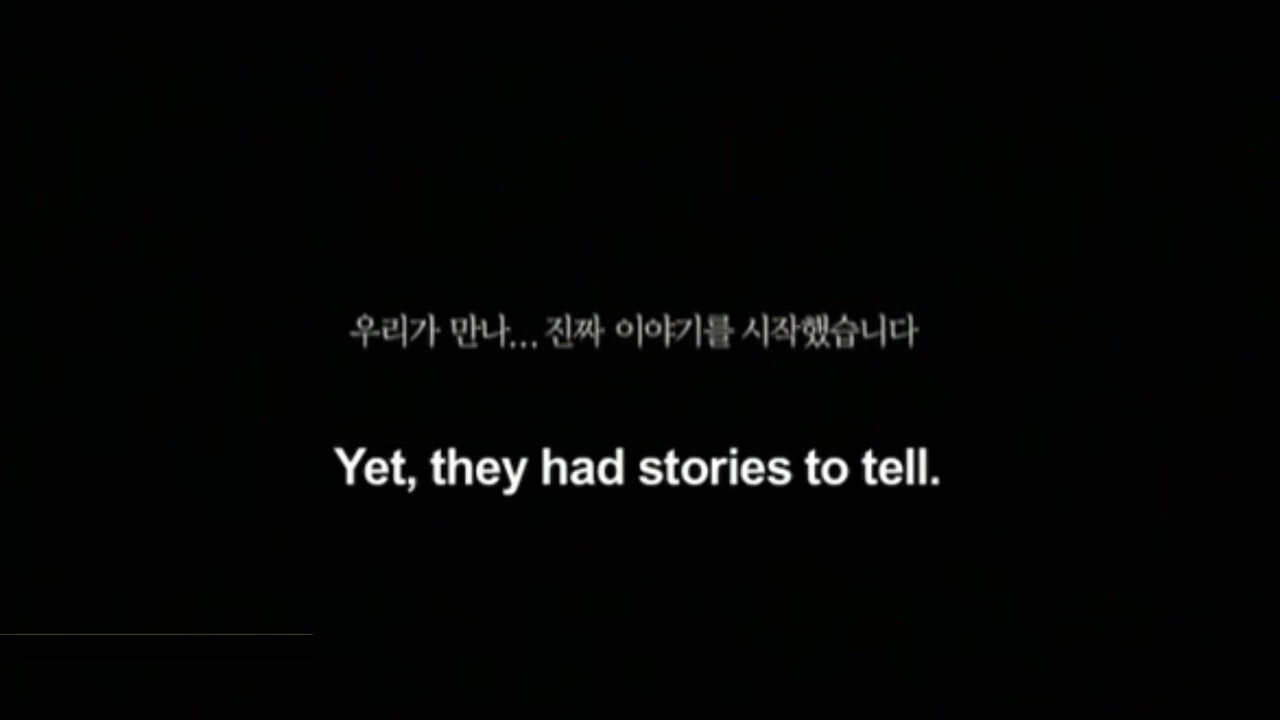 우리가 만나... 진짜 이야기를 시작했습니다
Yet, they had stories to tell.